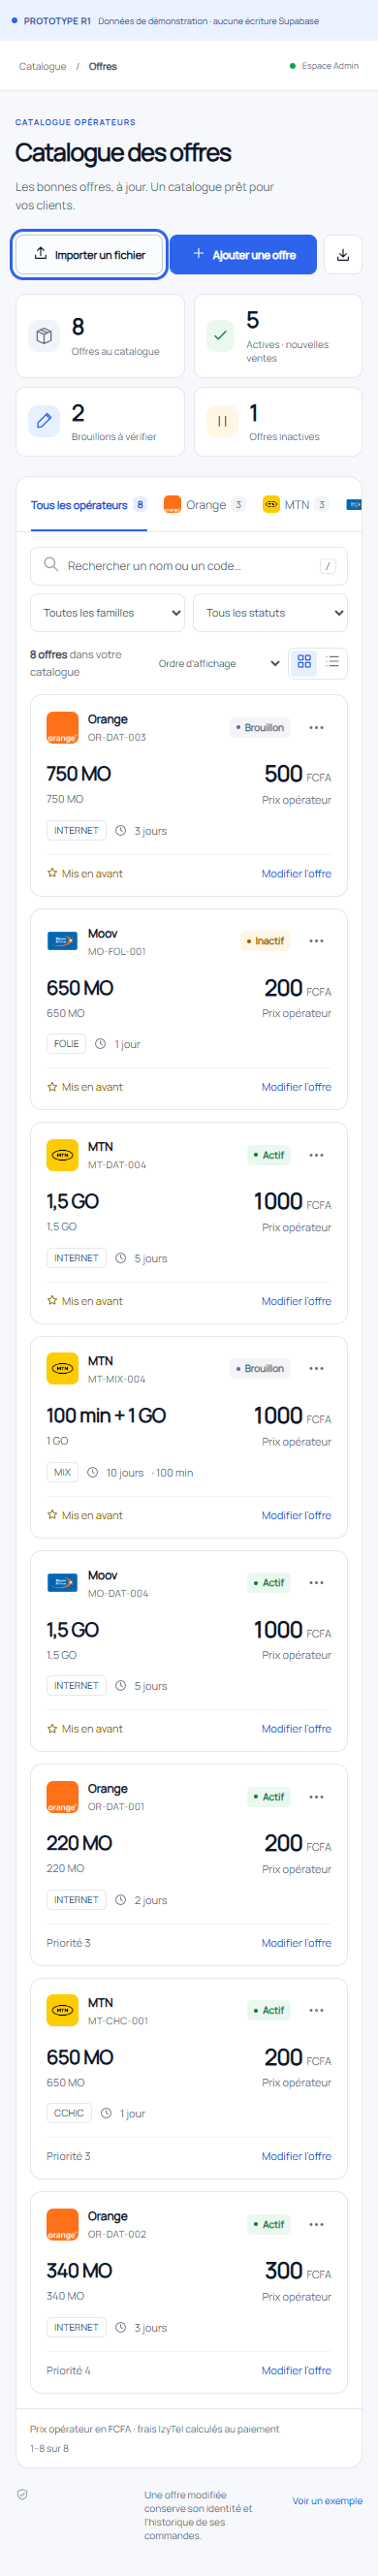 PROTOTYPE R1 Données de démonstration · aucune écriture Supabase
Catalogue / Offres
Espace Admin
CATALOGUE OPÉRATEURS
Catalogue des offres
Les bonnes offres, à jour. Un catalogue prêt pour
vos clients.
Importer un fichier
Ajouter une offre
8
Offres au catalogue
5
Actives · nouvelles
ventes
2
Brouillons à vérifier
1
Offres inactives
Tous les opérateurs 8
Orange 3
MTN 3
Rechercher un nom ou un code... /
Toutes les familles
Tous les statuts
8 offres dans votre
catalogue
Ordre d'affichage
orange
Orange
OR-DAT-003
Brouillon
750 MO
500 FCFA
750 MO
Prix opérateur
INTERNET 3 jours
Mis en avant
Modifier l'offre
Moov
MO-FOL-001
Inactif
650 MO
200 FCFA
650 MO
Prix opérateur
FOLIE 1 jour
Mis en avant
Modifier l'offre
MTN
MTN
MT-DAT-004
Actif
1,5 GO
1000 FCFA
1,5 GO
Prix opérateur
INTERNET 5 jours
Mis en avant
Modifier l'offre
MTN
MTN
MT-MIX-004
Brouillon
100 min + 1 GO
1000 FCFA
1 GO
Prix opérateur
MIX 10 jours · 100 min
Mis en avant
Modifier l'offre
Moov
MO-DAT-004
Actif
1,5 GO
1000 FCFA
1,5 GO
Prix opérateur
INTERNET 5 jours
Mis en avant
Modifier l'offre
orange
Orange
OR-DAT-001
Actif
220 MO
200 FCFA
220 MO
Prix opérateur
INTERNET 2 jours
Priorité 3
Modifier l'offre
MTN
MTN
MT-CHC-001
Actif
650 MO
200 FCFA
650 MO
Prix opérateur
CCHIC 1 jour
Priorité 3
Modifier l'offre
orange
Orange
OR-DAT-002
Actif
340 MO
300 FCFA
340 MO
Prix opérateur
INTERNET 3 jours
Priorité 4
Modifier l'offre
Prix opérateur en FCFA · frais IzyTel calculés au paiement
1–8 sur 8
Une offre modifiée
conserve son identité et
l'historique de ses
commandes.
Voir un exemple